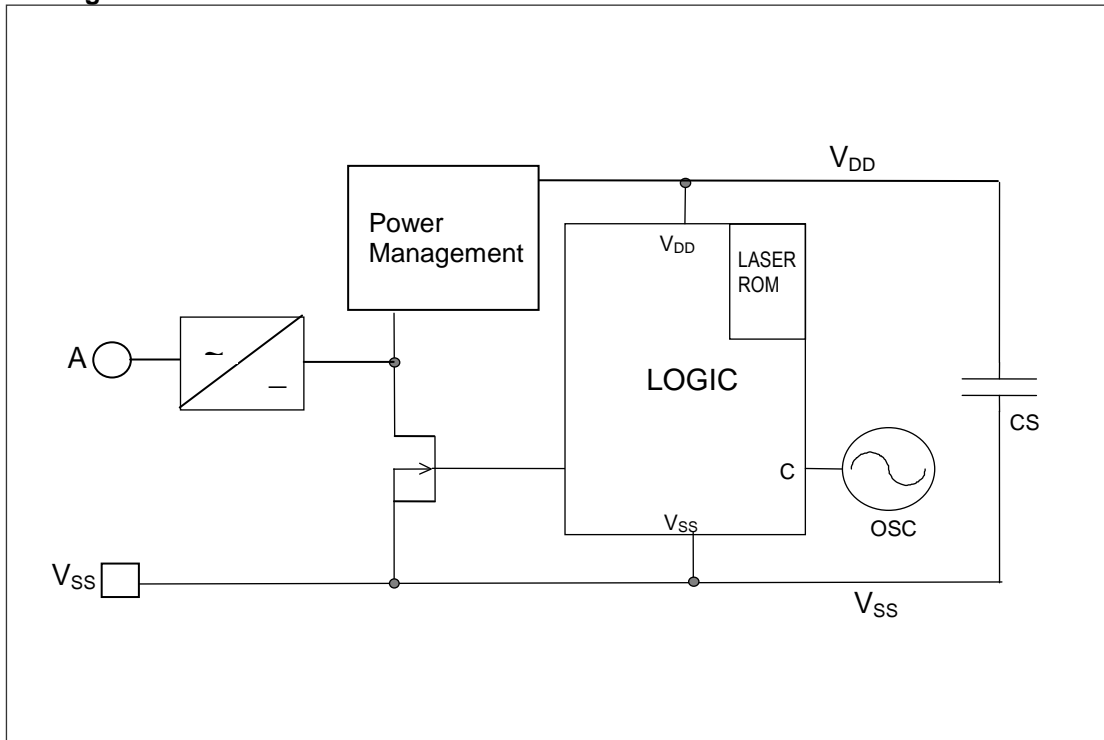 V_DD
Power
Management
V_DD
LASER
ROM
A
~
–
LOGIC
CS
C
V_SS
OSC
V_SS
V_SS